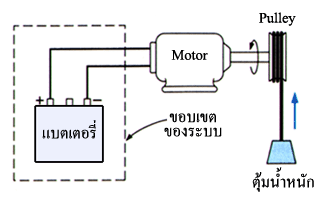 Pulley
Motor
+
−
แบตเตอรี่
ขอบเขต
ของระบบ
ตุ้มน้ำหนัก